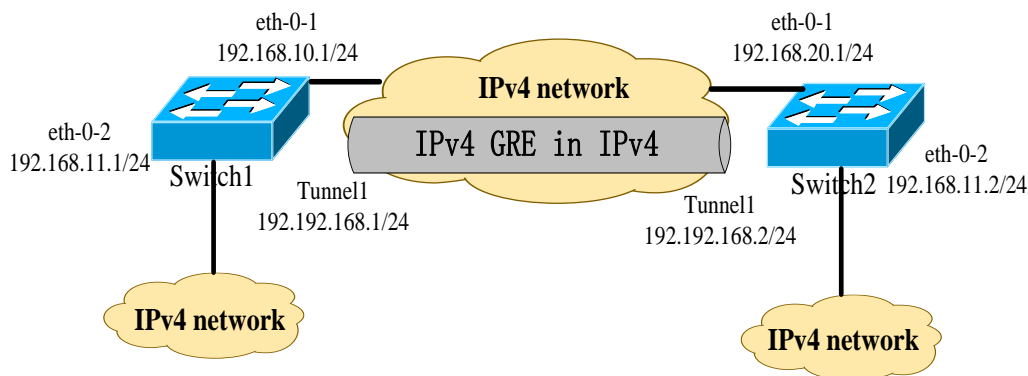 eth-0-1
192.168.10.1/24
eth-0-1
192.168.20.1/24
IPv4 network
eth-0-2
192.168.11.1/24
Switch1
IPv4 GRE in IPv4
Switch2
eth-0-2
192.168.11.2/24
Tunnel1
192.192.168.1/24
Tunnel1
192.192.168.2/24
IPv4 network
IPv4 network